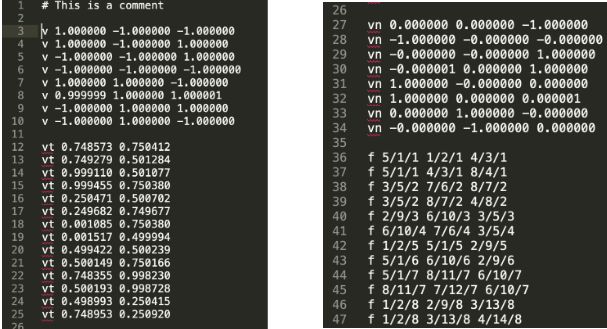 1 # This is a comment
2
3 v 1.000000 -1.000000 -1.000000
4 v 1.000000 -1.000000 1.000000
5 v -1.000000 -1.000000 1.000000
6 v -1.000000 -1.000000 -1.000000
7 v 1.000000 1.000000 -1.000000
8 v 0.999999 1.000000 1.000001
9 v -1.000000 1.000000 1.000000
10 v -1.000000 1.000000 -1.000000
11
12 vt 0.748573 0.750412
13 vt 0.749279 0.501284
14 vt 0.999110 0.501077
15 vt 0.999455 0.750380
16 vt 0.250471 0.500702
17 vt 0.249682 0.749677
18 vt 0.001085 0.750380
19 vt 0.001517 0.499994
20 vt 0.499422 0.500239
21 vt 0.500149 0.750166
22 vt 0.748355 0.998230
23 vt 0.500193 0.998728
24 vt 0.498993 0.250415
25 vt 0.748953 0.250920
26
26
27 vn 0.000000 0.000000 -1.000000
28 vn -1.000000 -0.000000 -0.000000
29 vn -0.000000 -0.000000 1.000000
30 vn -0.000001 0.000000 1.000000
31 vn 1.000000 -0.000000 0.000000
32 vn 1.000000 0.000000 0.000001
33 vn 0.000000 1.000000 -0.000000
34 vn -0.000000 -1.000000 0.000000
35
36 f 5/1/1 1/2/1 4/3/1
37 f 5/1/1 4/3/1 8/4/1
38 f 3/5/2 7/6/2 8/7/2
39 f 3/5/2 8/7/2 4/8/2
40 f 2/9/3 6/10/3 3/5/3
41 f 6/10/4 7/6/4 3/5/4
42 f 1/2/5 5/1/5 2/9/5
43 f 5/1/6 6/10/6 2/9/6
44 f 5/1/7 8/11/7 6/10/7
45 f 8/11/7 7/12/7 6/10/7
46 f 1/2/8 2/9/8 3/13/8
47 f 1/2/8 3/13/8 4/14/8